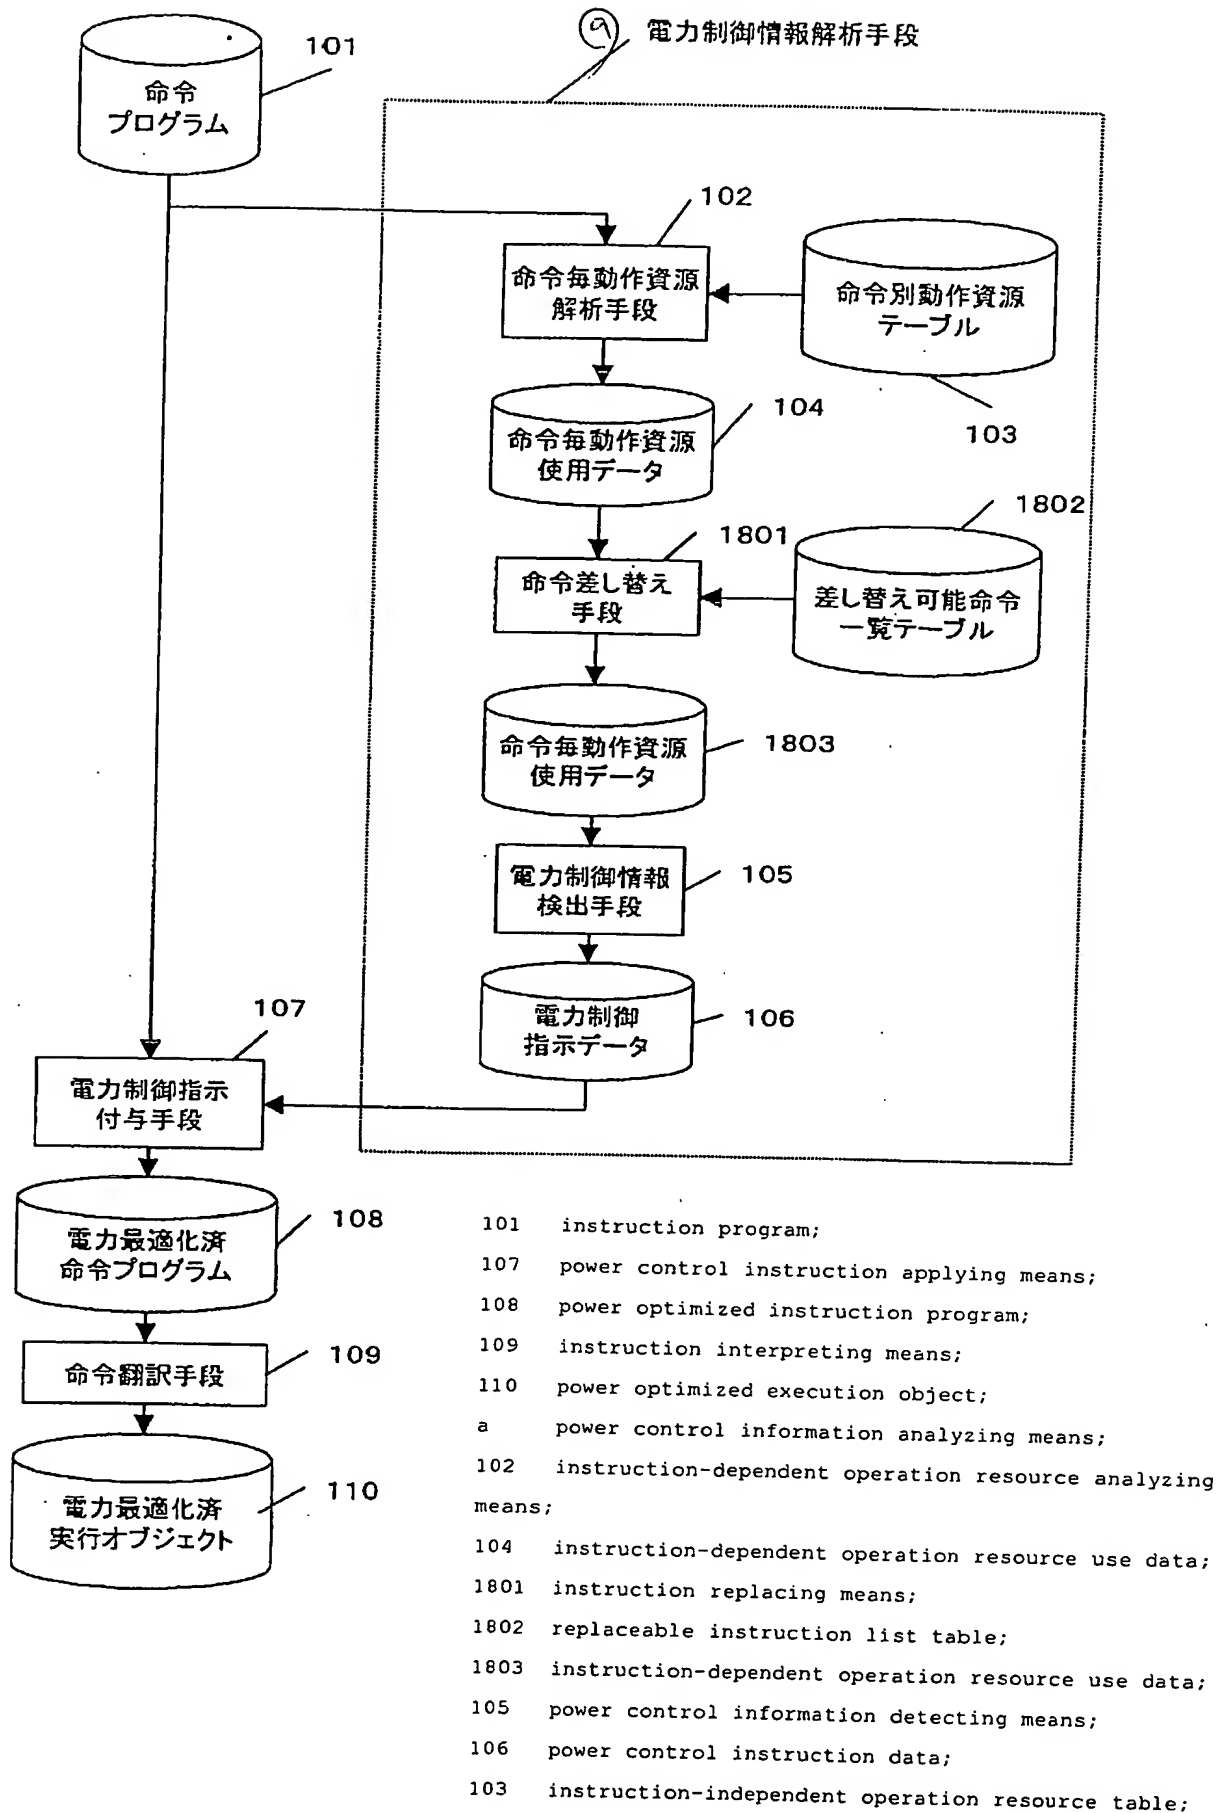 ⓐ 電力制御情報解析手段
101
命令
プログラム
102
命令毎動作資源
解析手段
命令別動作資源
テーブル
103
104
命令毎動作資源
使用データ
1801
命令差し替え
手段
1802
差し替え可能命令
一覧テーブル
1803
命令毎動作資源
使用データ
105
電力制御情報
検出手段
106
電力制御
指示データ
107
電力制御指示
付与手段
108
電力最適化済
命令プログラム
109
命令翻訳手段
110
電力最適化済
実行オブジェクト
101 instruction program;
107 power control instruction applying means;
108 power optimized instruction program;
109 instruction interpreting means;
110 power optimized execution object;
a power control information analyzing means;
102 instruction-dependent operation resource analyzing
means;
104 instruction-dependent operation resource use data;
1801 instruction replacing means;
1802 replaceable instruction list table;
1803 instruction-dependent operation resource use data;
105 power control information detecting means;
106 power control instruction data;
103 instruction-independent operation resource table;